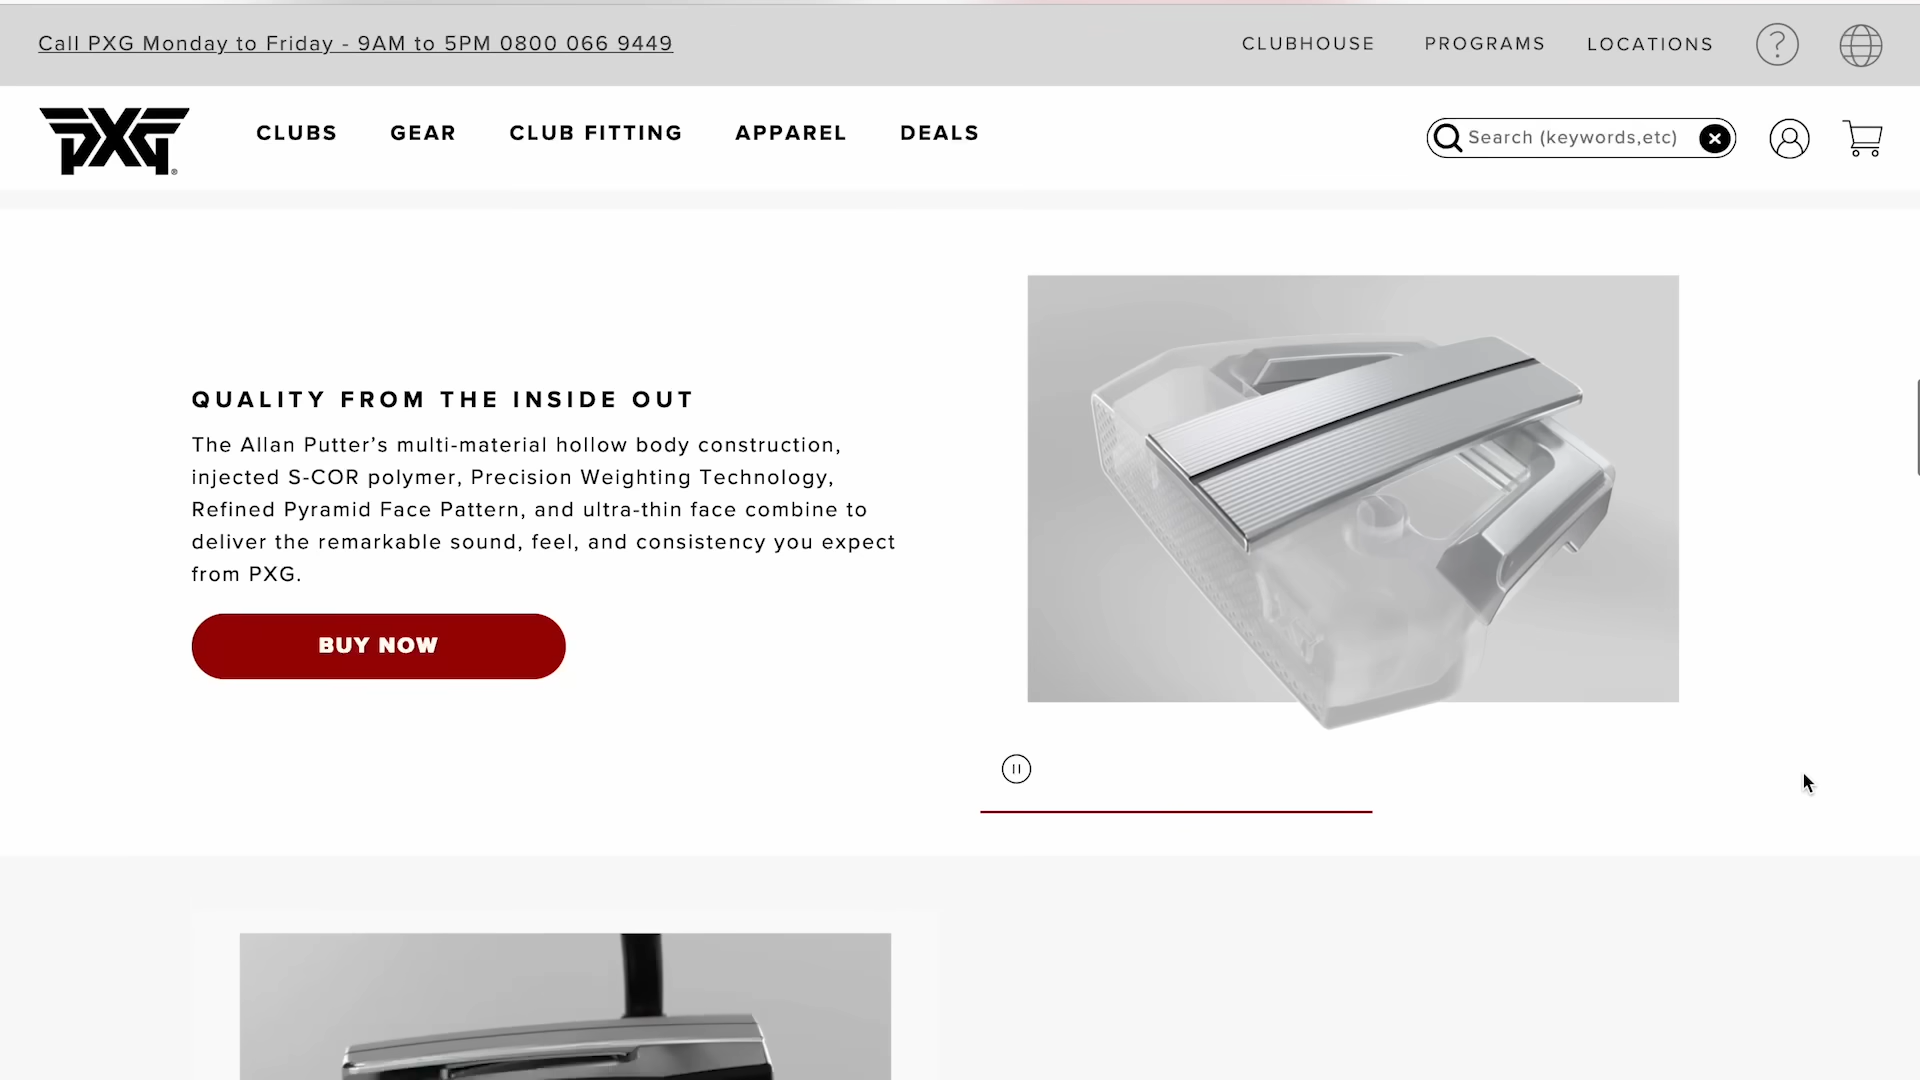 Call PXG Monday to Friday - 9AM to 5PM 0800 066 9449
CLUBHOUSE
PROGRAMS
LOCATIONS
?
PXG
CLUBS
GEAR
CLUB FITTING
APPAREL
DEALS
Search (keywords,etc)
QUALITY FROM THE INSIDE OUT
The Allan Putter’s multi-material hollow body construction,
injected S-COR polymer, Precision Weighting Technology,
Refined Pyramid Face Pattern, and ultra-thin face combine to
deliver the remarkable sound, feel, and consistency you expect
from PXG.
BUY NOW